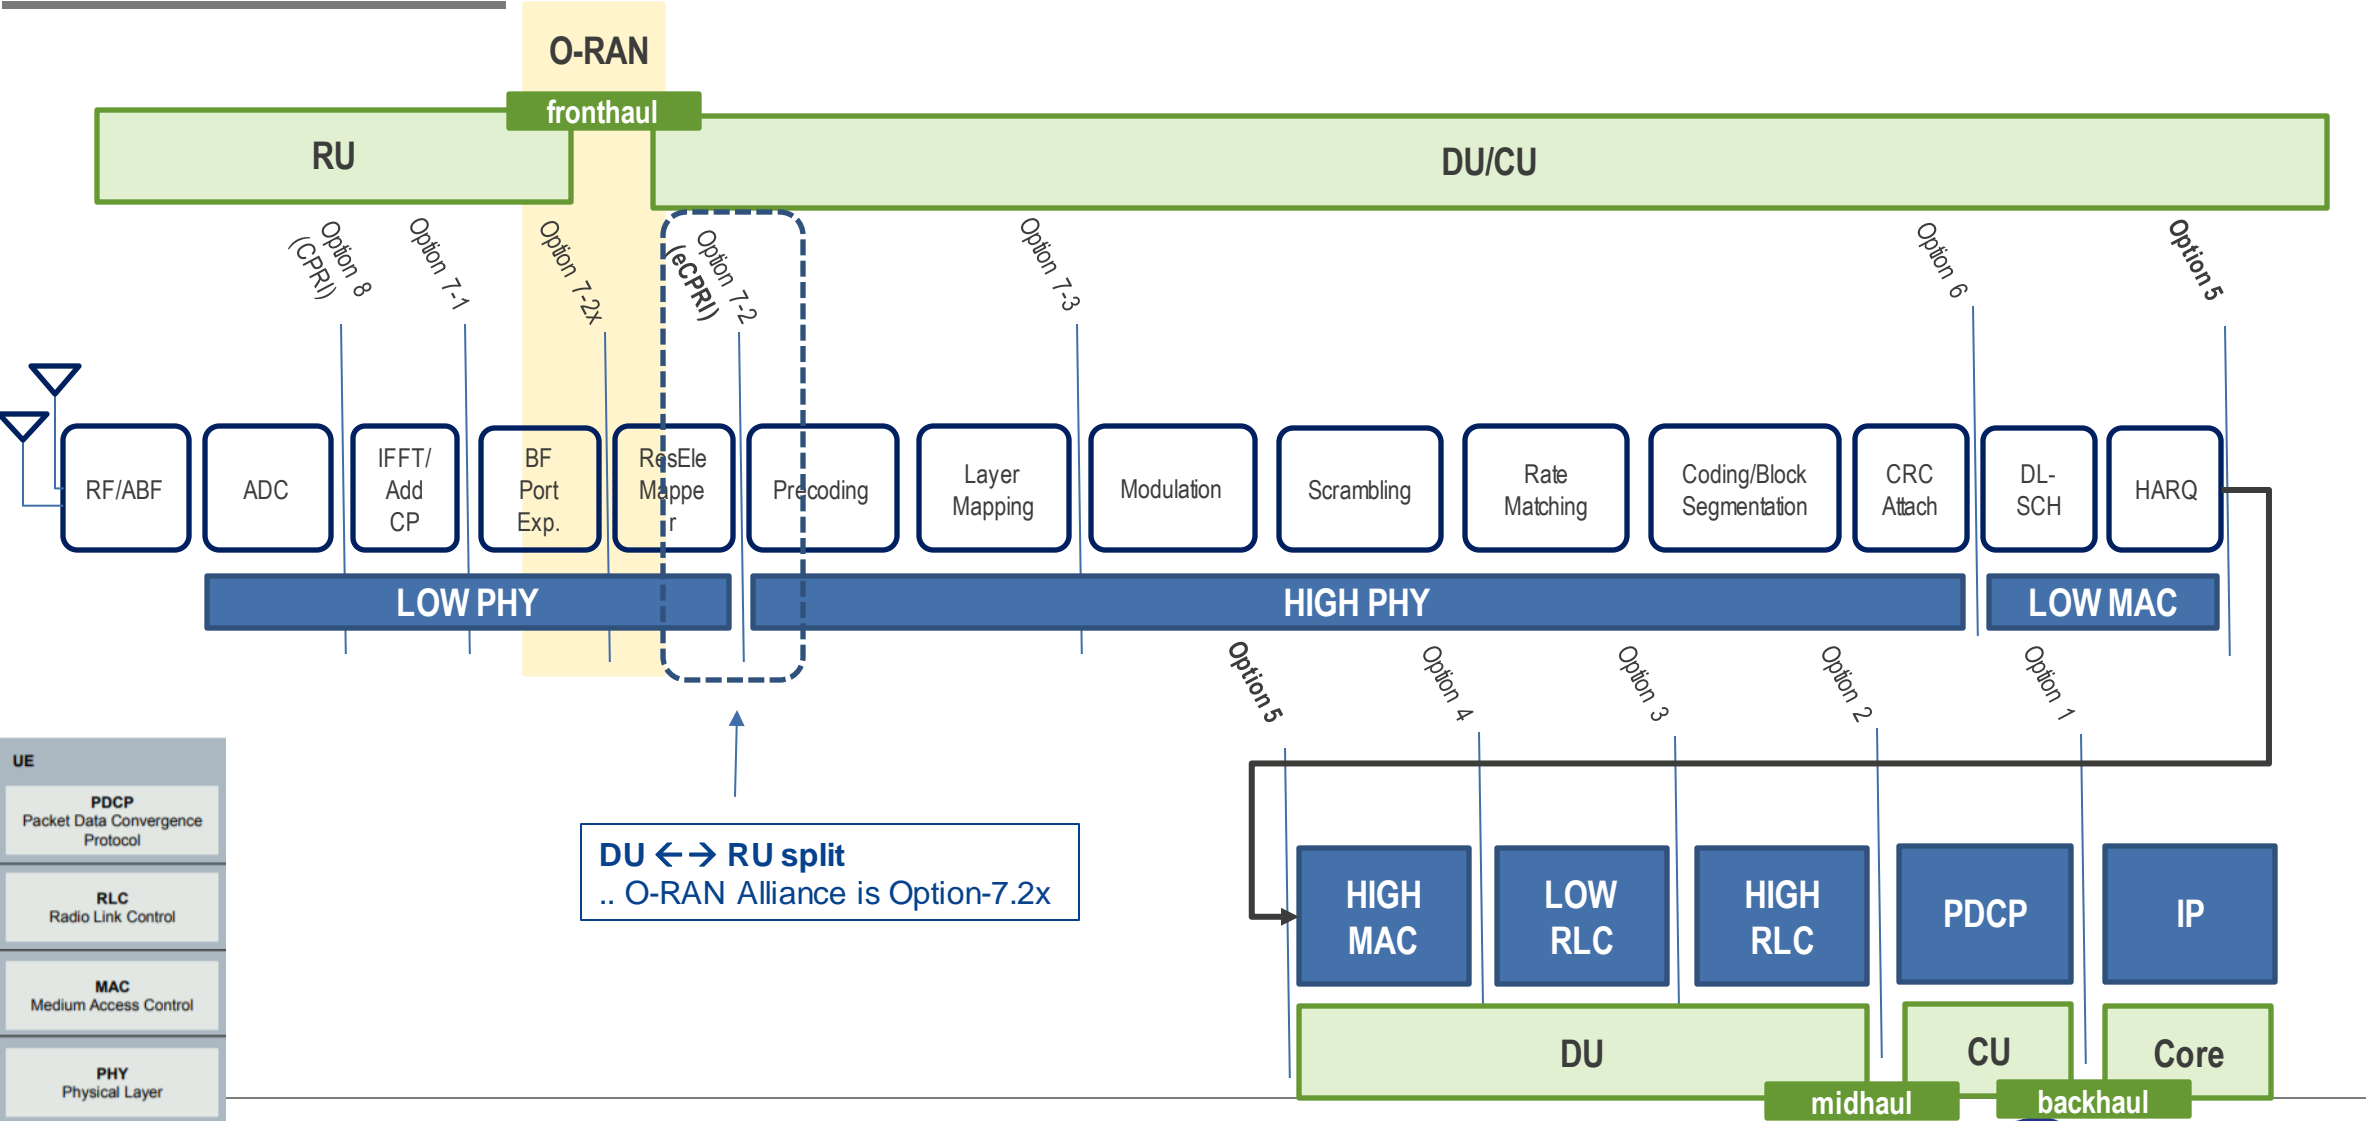 O-RAN
fronthaul
RU
DU/CU
Option 8
(CPRI)
Option 7-1
Option 7-2x
Option 7-2
(eCPRI)
Option 7-3
Option 6
Option 5
RF/ABF
ADC
IFFT/
Add
CP
BF
Port
Exp.
ResEle
Mappe
r
Precoding
Layer
Mapping
Modulation
Scrambling
Rate
Matching
Coding/Block
Segmentation
CRC
Attach
DL-
SCH
HARQ
LOW PHY
HIGH PHY
LOW MAC
Option 5
Option 4
Option 3
Option 2
Option 1
UE
PDCP
Packet Data Convergence
Protocol
RLC
Radio Link Control
MAC
Medium Access Control
PHY
Physical Layer
DU ←→ RU split
.. O-RAN Alliance is Option-7.2x
HIGH
MAC
LOW
RLC
HIGH
RLC
PDCP
IP
DU
CU
Core
midhaul
backhaul